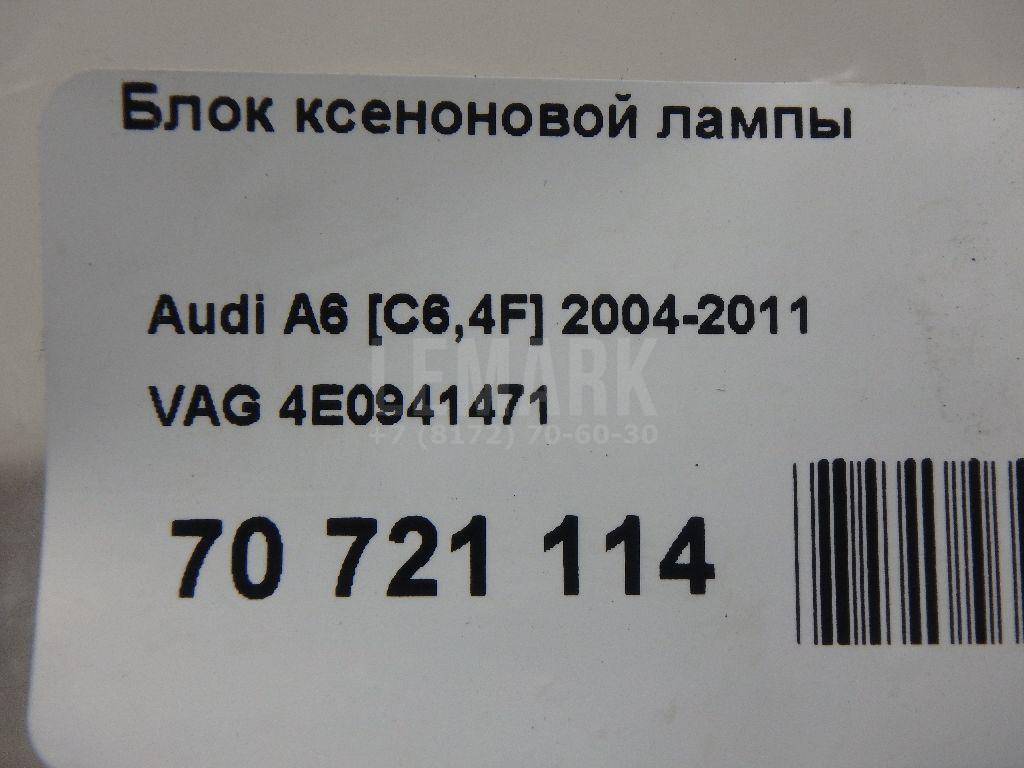 Блок ксеноновой лампы
Audi A6 [C6,4F] 2004-2011
LEMARK
VAG 4E0941471
+7 (8172) 70-60-30
70 721 114